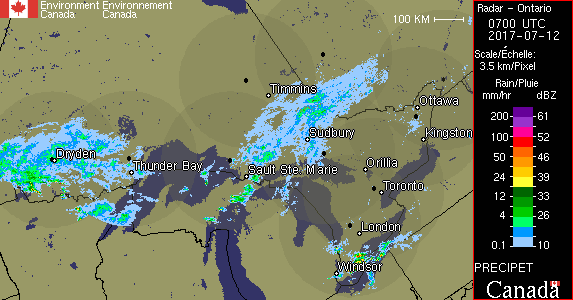 Environment Environnement
Canada Canada
100 KM
Timmins
Ottawa
Sudbury
Kingston
Dryden
Thunder Bay
Sault Ste. Marie
Orillia
Toronto
London
Windsor
Radar - Ontario
0700 UTC
2017-07-12
Scale/Échelle:
3.5 km/Pixel
Rain/Pluie
mm/hr dBZ
200 61
100 52
50 46
24 39
12 33
4 26
0.1 10
PRECIPET
Canada